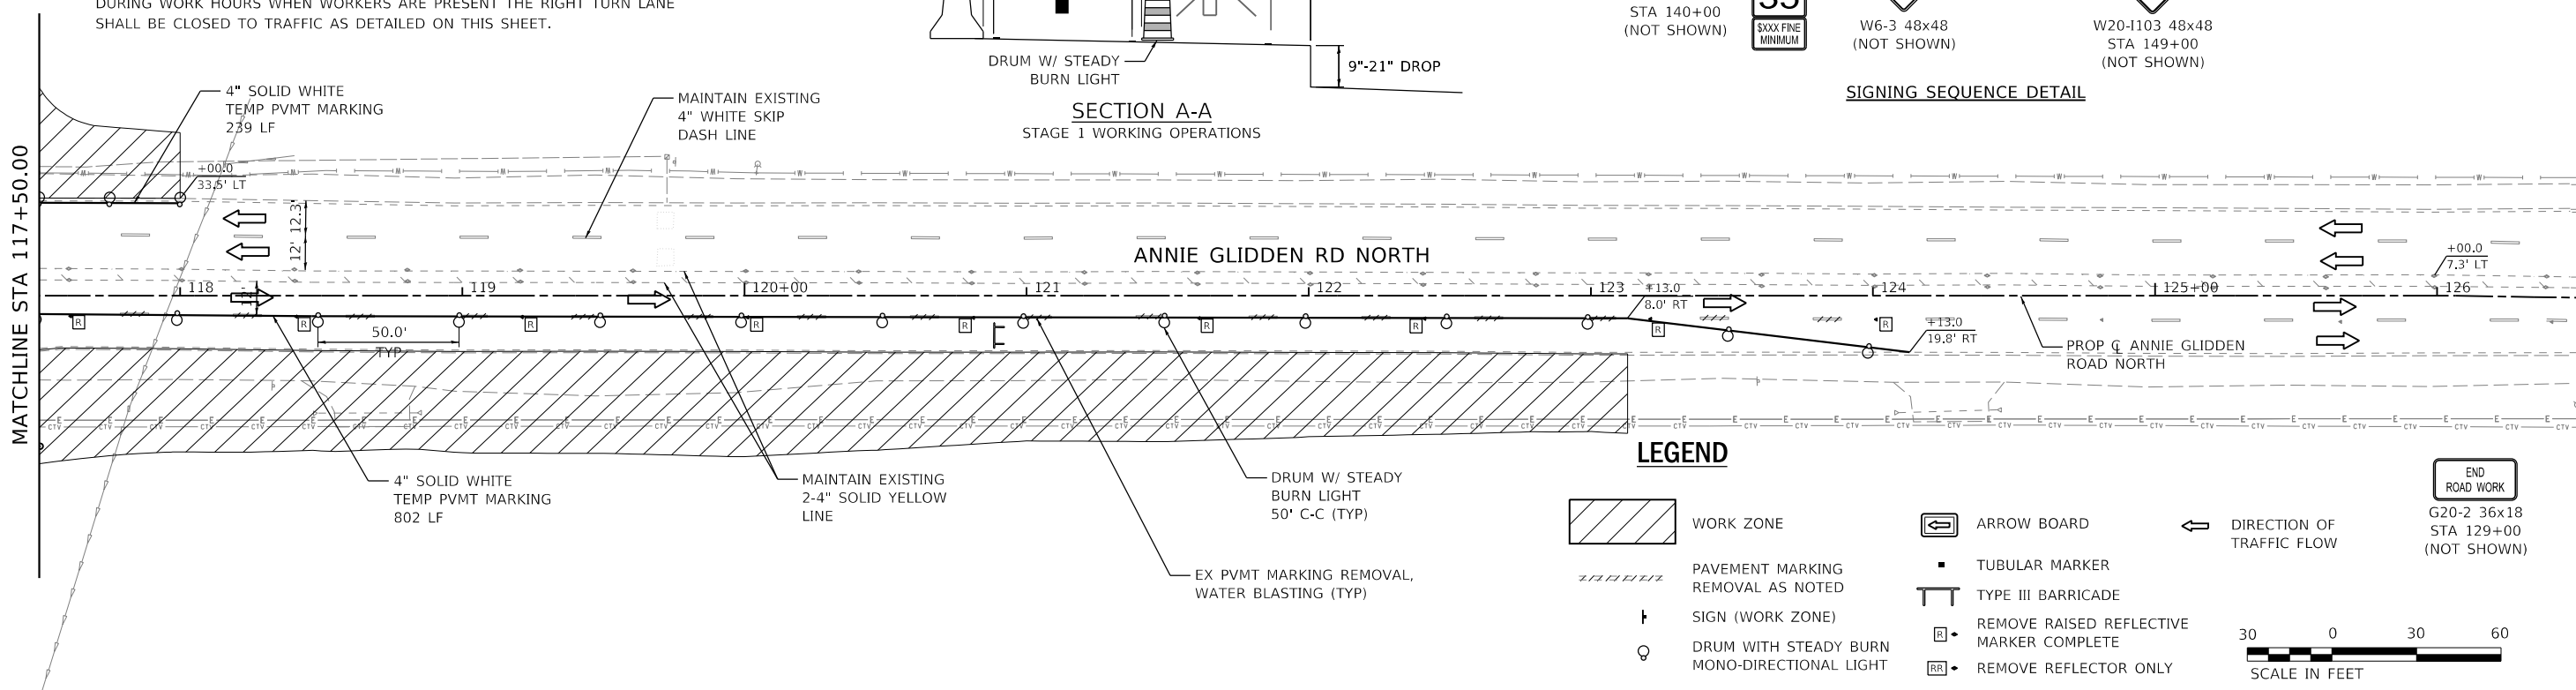 DURING WORK HOURS WHEN WORKERS ARE PRESENT THE RIGHT TURN LANE
SHALL BE CLOSED TO TRAFFIC AS DETAILED ON THIS SHEET.
DRUM W/ STEADY
BURN LIGHT
9"-21" DROP
SECTION A-A
STAGE 1 WORKING OPERATIONS
STA 140+00
(NOT SHOWN)
$XXX FINE
MINIMUM
W6-3 48x48
(NOT SHOWN)
W20-I103 48x48
STA 149+00
(NOT SHOWN)
SIGNING SEQUENCE DETAIL
MATCHLINE STA 117+50.00
4" SOLID WHITE
TEMP PVMT MARKING
239 LF
+00.0
33.5' LT
MAINTAIN EXISTING
4" WHITE SKIP
DASH LINE
12' 12.3'
ANNIE GLIDDEN RD NORTH
118
119
120+00
121
122
123
124
125+00
126
+13.0
8.0' RT
+13.0
19.8' RT
+00.0
7.3' LT
R
R
R
R
R
R
R
R
R
50.0'
TYP
PROP ℄ ANNIE GLIDDEN
ROAD NORTH
4" SOLID WHITE
TEMP PVMT MARKING
802 LF
MAINTAIN EXISTING
2-4" SOLID YELLOW
LINE
DRUM W/ STEADY
BURN LIGHT
50' C-C (TYP)
EX PVMT MARKING REMOVAL,
WATER BLASTING (TYP)
LEGEND
WORK ZONE
PAVEMENT MARKING
REMOVAL AS NOTED
SIGN (WORK ZONE)
DRUM WITH STEADY BURN
MONO-DIRECTIONAL LIGHT
ARROW BOARD
TUBULAR MARKER
TYPE III BARRICADE
R
REMOVE RAISED REFLECTIVE
MARKER COMPLETE
RR
REMOVE REFLECTOR ONLY
DIRECTION OF
TRAFFIC FLOW
END
ROAD WORK
G20-2 36x18
STA 129+00
(NOT SHOWN)
30 0 30 60
SCALE IN FEET